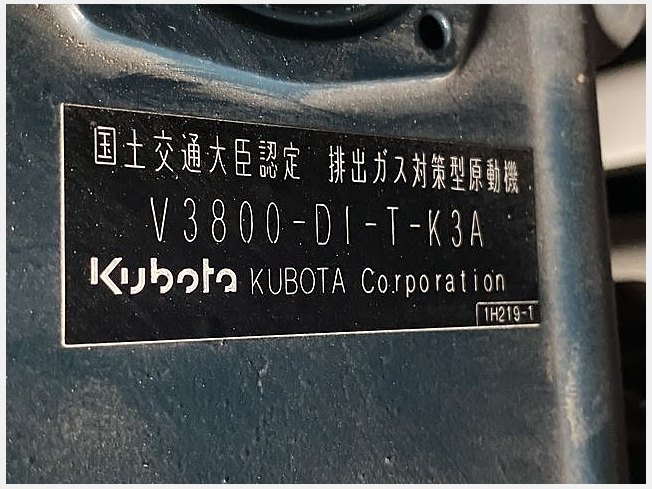 国土交通大臣認定 排出ガス対策型原動機
V3800-DI-T-K3A
Kubota KUBOTA Corporation
1H219-1